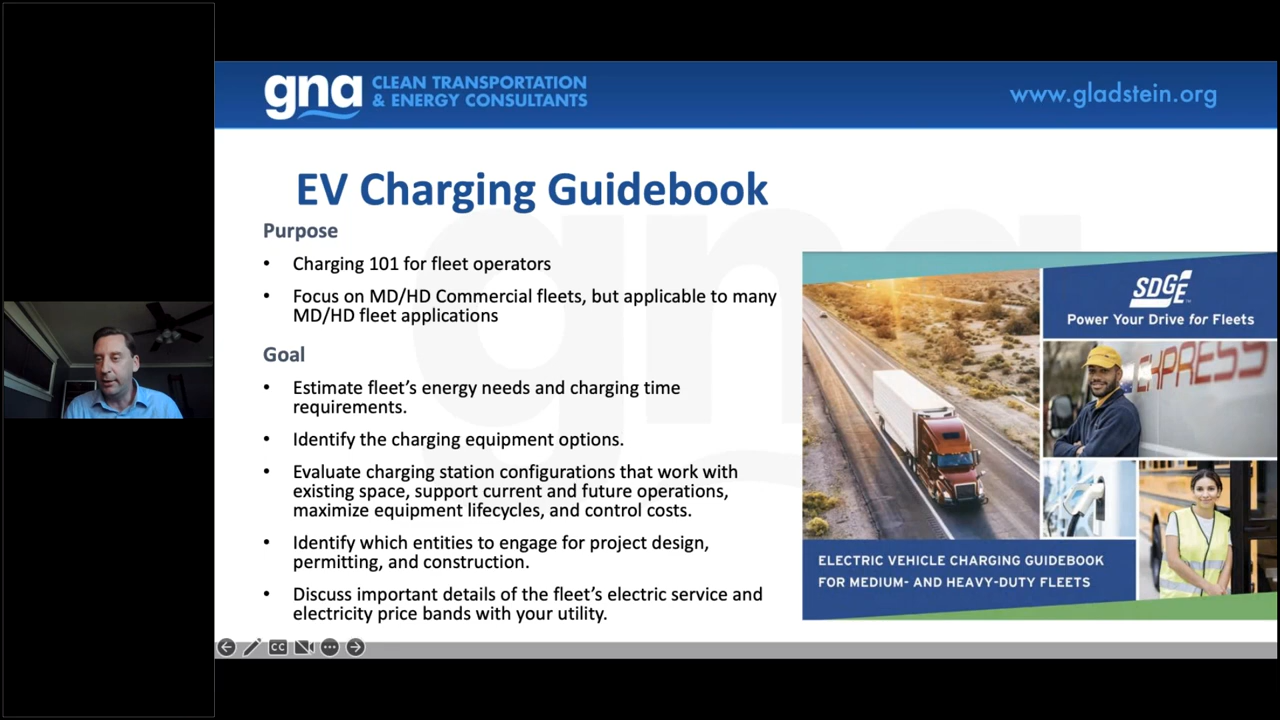 gna CLEAN TRANSPORTATION
& ENERGY CONSULTANTS
www.gladstein.org
EV Charging Guidebook
Purpose
• Charging 101 for fleet operators
• Focus on MD/HD Commercial fleets, but applicable to many
MD/HD fleet applications
Goal
• Estimate fleet's energy needs and charging time
requirements.
• Identify the charging equipment options.
• Evaluate charging station configurations that work with
existing space, support current and future operations,
maximize equipment lifecycles, and control costs.
• Identify which entities to engage for project design,
permitting, and construction.
• Discuss important details of the fleet's electric service and
electricity price bands with your utility.
SDGE™
Power Your Drive for Fleets
EXPRESS
ELECTRIC VEHICLE CHARGING GUIDEBOOK
FOR MEDIUM- AND HEAVY-DUTY FLEETS
gna
CC